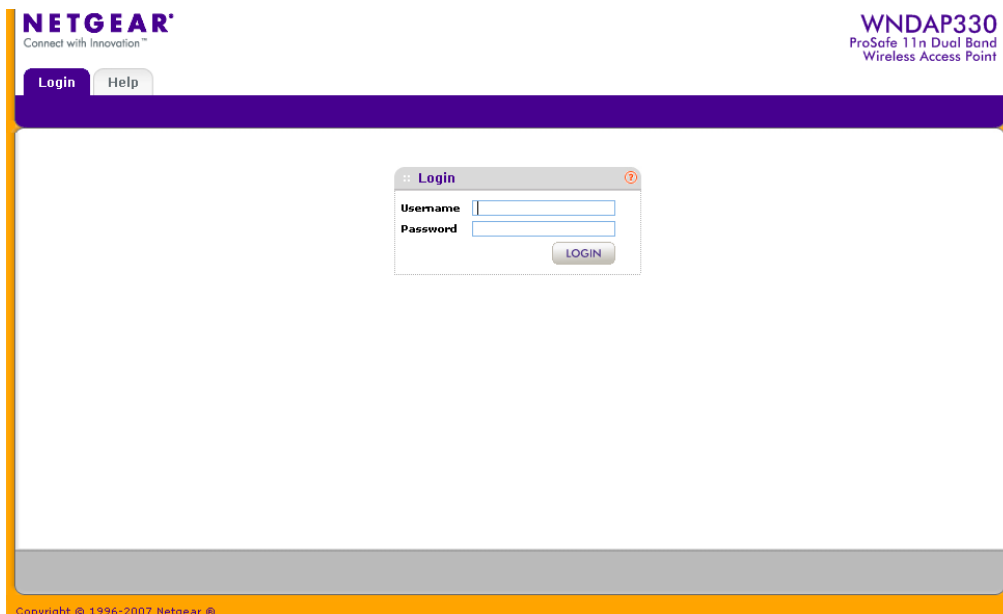 NETGEAR®
Connect with Innovation™
WNDAP330
ProSafe 11n Dual Band
Wireless Access Point
Login
Help
:: Login
?
Username
Password
LOGIN
Copyright © 1996-2007 Netgear ®